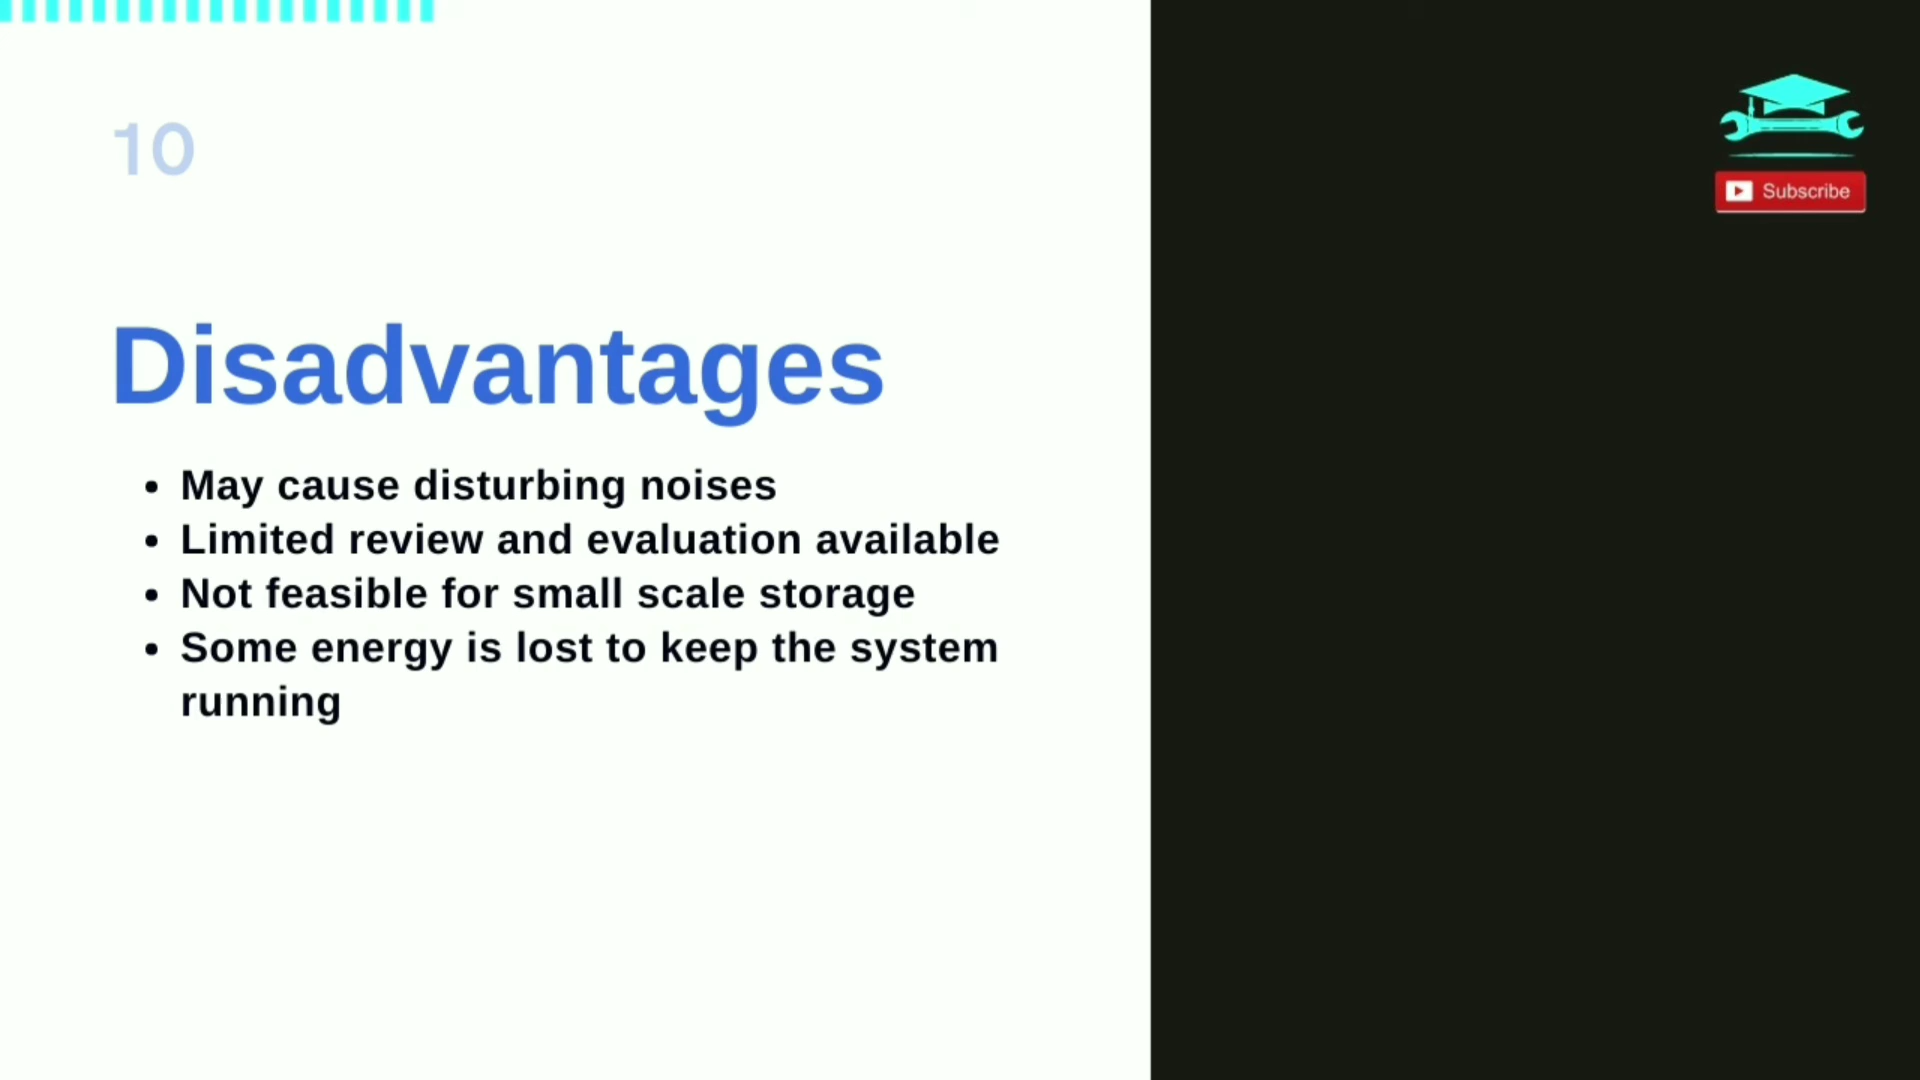 10
Subscribe
Disadvantages
• May cause disturbing noises
• Limited review and evaluation available
• Not feasible for small scale storage
• Some energy is lost to keep the system
running